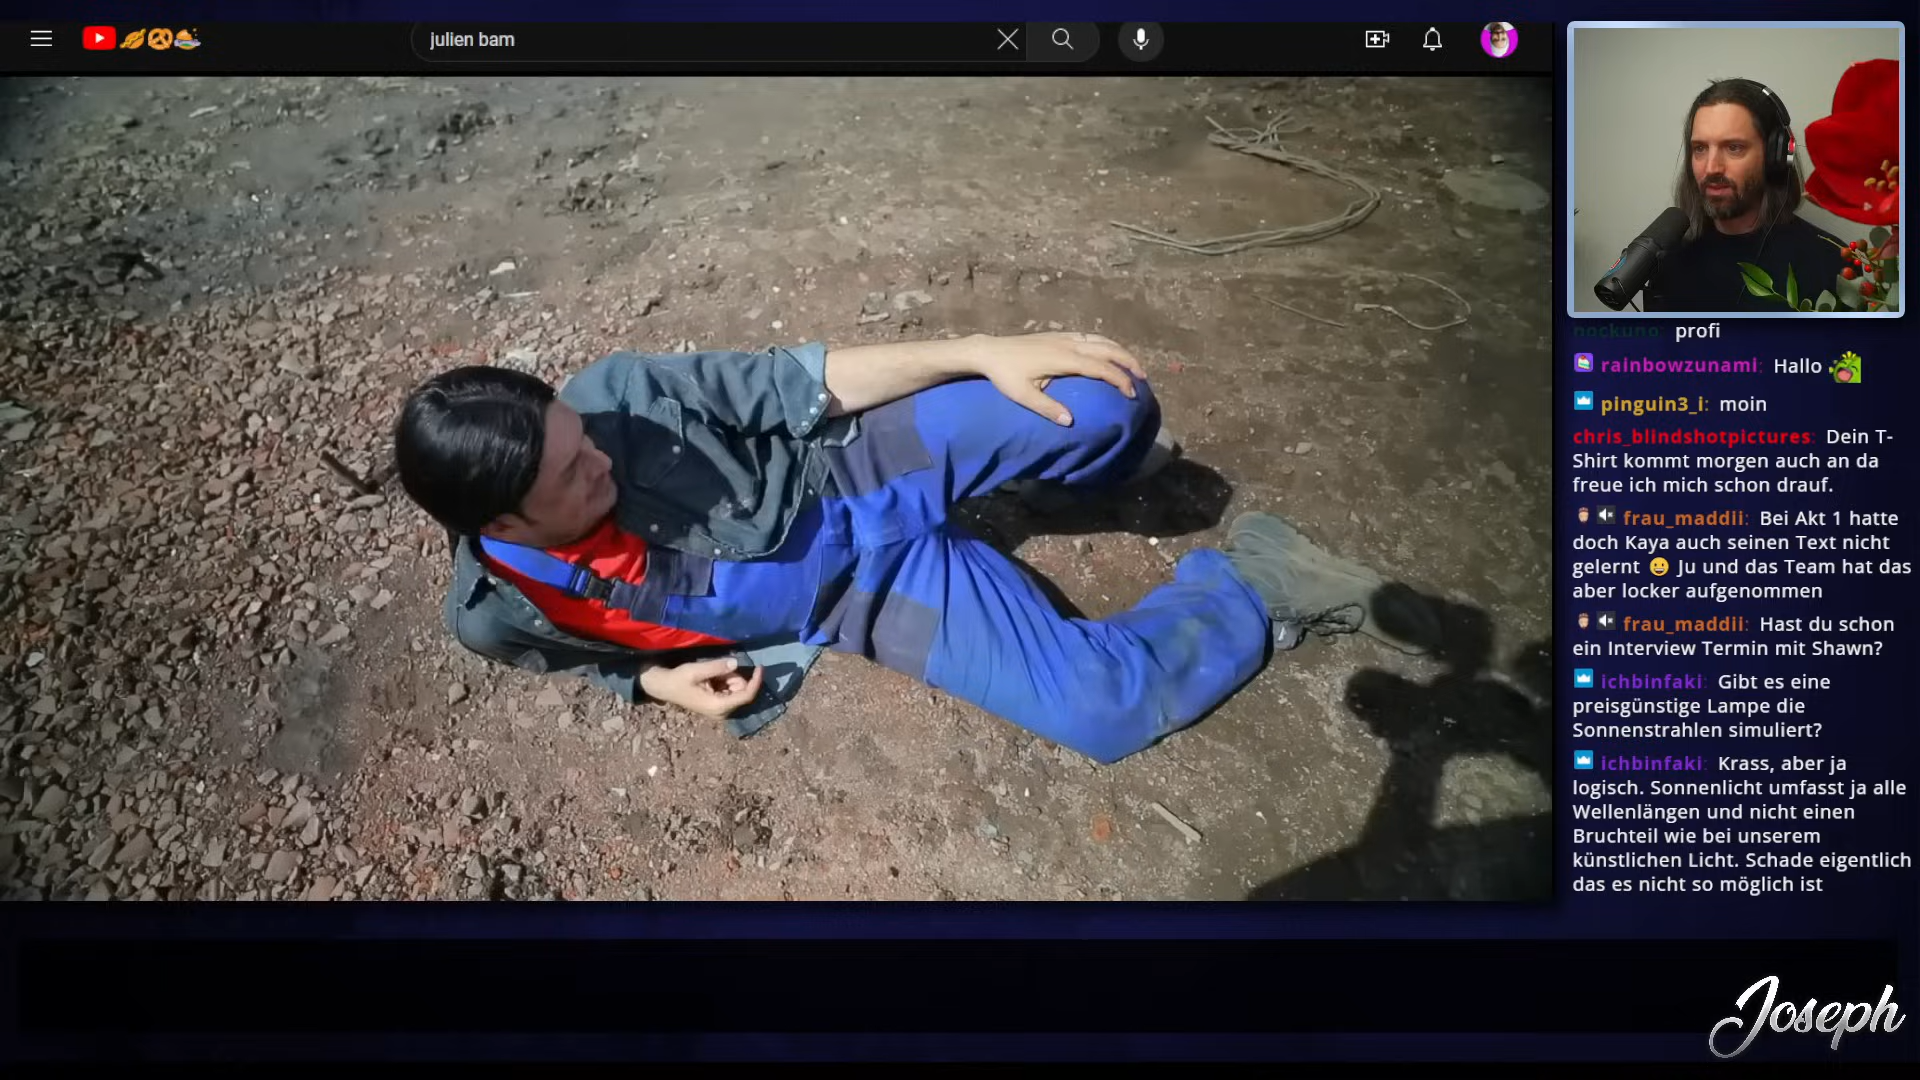 julien bam
nockuno: profi
rainbowzunami: Hallo
pinguin3_i: moin
chris_blindshotpictures: Dein T-
Shirt kommt morgen auch an da
freue ich mich schon drauf.
frau_maddii: Bei Akt 1 hatte
doch Kaya auch seinen Text nicht
gelernt 😀 Ju und das Team hat das
aber locker aufgenommen
frau_maddii: Hast du schon
ein Interview Termin mit Shawn?
ichbinfaki: Gibt es eine
preisgünstige Lampe die
Sonnenstrahlen simuliert?
ichbinfaki: Krass, aber ja
logisch. Sonnenlicht umfasst ja alle
Wellenlängen und nicht einen
Bruchteil wie bei unserem
künstlichen Licht. Schade eigentlich
das es nicht so möglich ist
Joseph